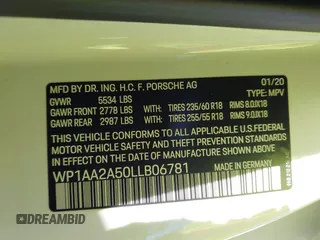 MFD BY DR. ING. H.C. F. PORSCHE AG 01/20
GVWR 5534 LBS TYPE: MPV
GAWR FRONT 2778 LBS WITH: TIRES 235/60 R18 RIMS 8.0JX18
GAWR REAR 2987 LBS WITH: TIRES 255/55 R18 RIMS 9.0JX18
THIS VEHICLE CONFORMS TO ALL APPLICABLE FEDERAL
MOTOR VEHICLE SAFETY, BUMPER, AND THEFT PREVENTION
STANDARDS IN EFFECT ON THE DATE OF MANUFACTURE
SHOWN ABOVE.
WP1AA2A50LLB06781
DREAMBID